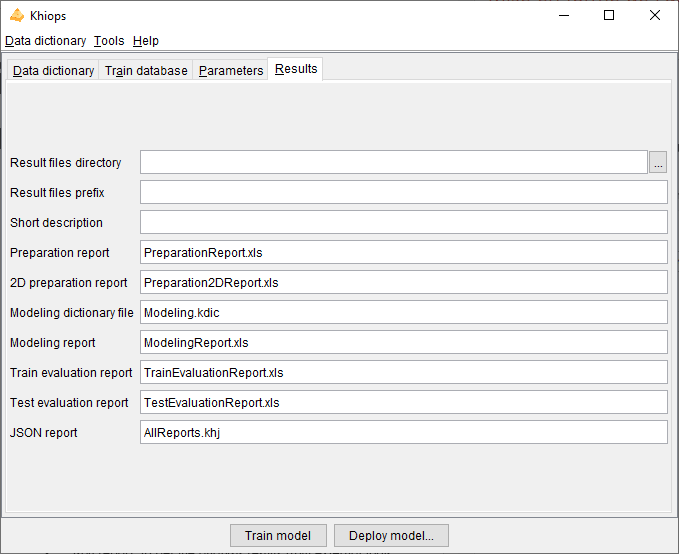 Khiops
Data dictionary Tools Help
Data dictionary Train database Parameters Results
Result files directory ...
Result files prefix
Short description
Preparation report PreparationReport.xls
2D preparation report Preparation2DReport.xls
Modeling dictionary file Modeling.kdic
Modeling report ModelingReport.xls
Train evaluation report TrainEvaluationReport.xls
Test evaluation report TestEvaluationReport.xls
JSON report AllReports.khj
Train model Deploy model...